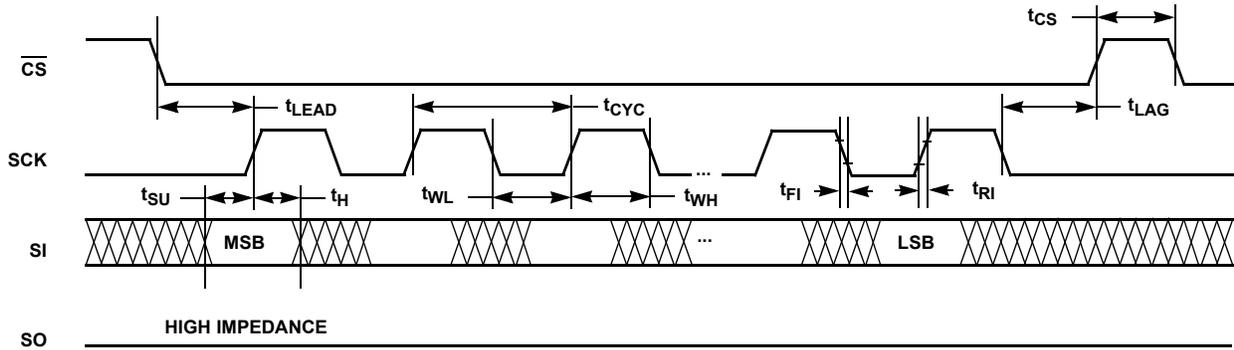 tCS
CS
tLEAD
tCYC
tLAG
SCK
...
tSU
tH
tWL
tWH
tFI
tRI
SI
MSB
...
LSB
HIGH IMPEDANCE
SO